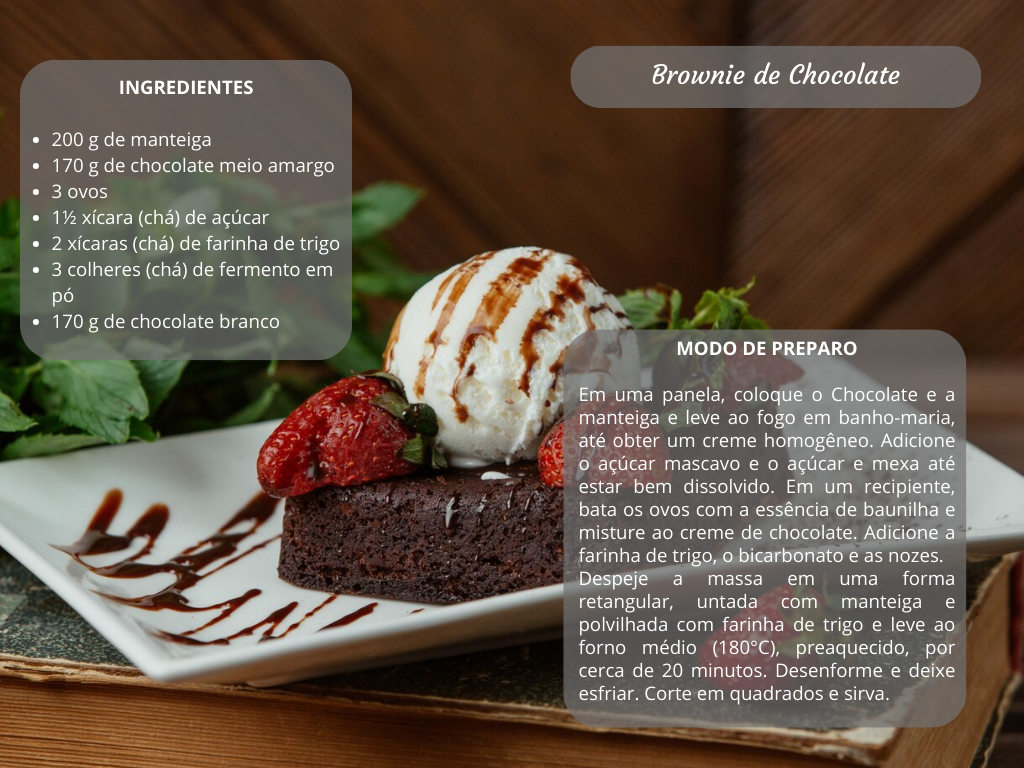 Brownie de Chocolate
INGREDIENTES
• 200 g de manteiga
• 170 g de chocolate meio amargo
• 3 ovos
• 1½ xícara (chá) de açúcar
• 2 xícaras (chá) de farinha de trigo
• 3 colheres (chá) de fermento em
pó
• 170 g de chocolate branco
MODO DE PREPARO
Em uma panela, coloque o Chocolate e a
manteiga e leve ao fogo em banho-maria,
até obter um creme homogêneo. Adicione
o açúcar mascavo e o açúcar e mexa até
estar bem dissolvido. Em um recipiente,
bata os ovos com a essência de baunilha e
misture ao creme de chocolate. Adicione a
farinha de trigo, o bicarbonato e as nozes.
Despeje a massa em uma forma
retangular, untada com manteiga e
polvilhada com farinha de trigo e leve ao
forno médio (180°C), preaquecido, por
cerca de 20 minutos. Desenforme e deixe
esfriar. Corte em quadrados e sirva.